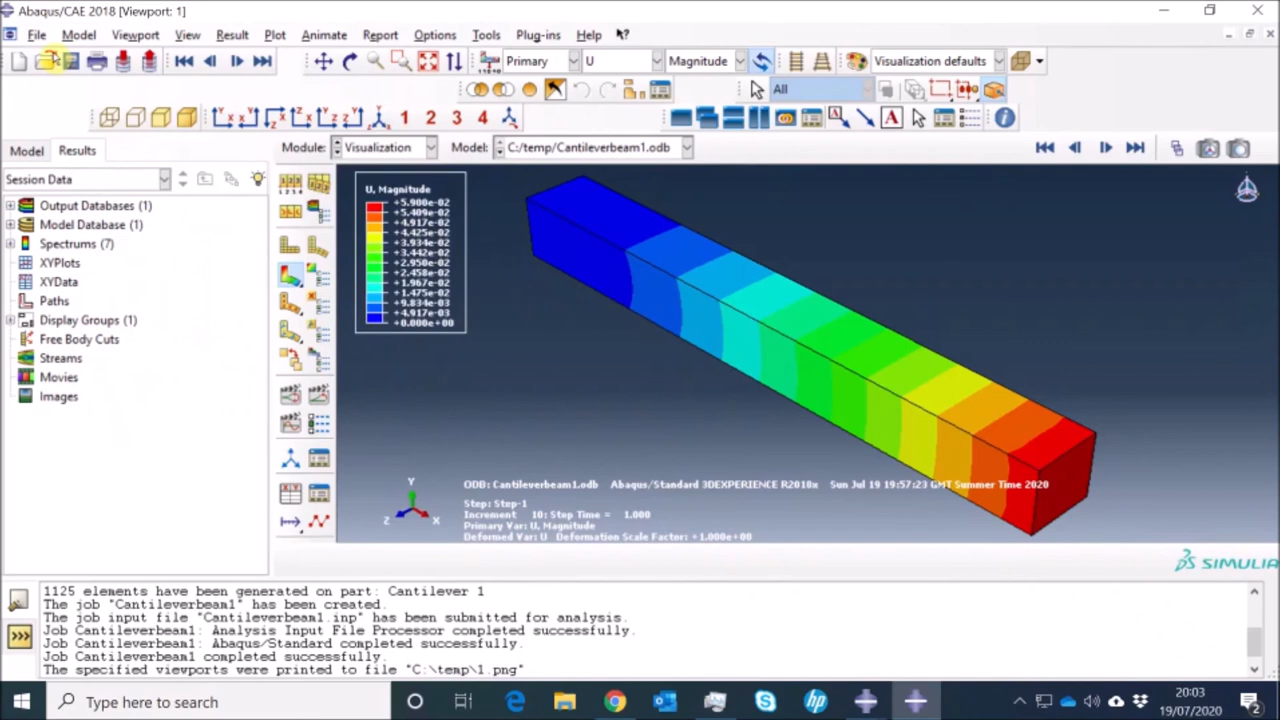 Abaqus/CAE 2018 [Viewport: 1]
File Model Viewport View Result Plot Animate Report Options Tools Plug-ins Help
Primary U Magnitude Visualization defaults
All
1 2 3 4
Model Results Module: Visualization Model: C:/temp/Cantileverbeam1.odb
Session Data
Output Databases (1)
Model Database (1)
Spectrums (7)
XYPlots
XYData
Paths
Display Groups (1)
Free Body Cuts
Streams
Movies
Images
U, Magnitude
+5.900e-02
+5.409e-02
+4.917e-02
+4.425e-02
+3.934e-02
+3.442e-02
+2.950e-02
+2.458e-02
+1.967e-02
+1.475e-02
+9.834e-03
+4.917e-03
+0.000e+00
Y
Z
X
ODB: Cantileverbeam1.odb Abaqus/Standard 3DEXPERIENCE R2018x Sun Jul 19 19:57:23 GMT Summer Time 2020
Step: Step-1
Increment 10: Step Time = 1.000
Primary Var: U, Magnitude
Deformed Var: U Deformation Scale Factor: +1.000e+00
SIMULIA
1125 elements have been generated on part: Cantilever 1
The job "Cantileverbeam1" has been created.
The job input file "Cantileverbeam1.inp" has been submitted for analysis.
Job Cantileverbeam1: Analysis Input File Processor completed successfully.
Job Cantileverbeam1: Abaqus/Standard completed successfully.
Job Cantileverbeam1 completed successfully.
The specified viewports were printed to file "C:\temp\1.png"
>>>
Type here to search
20:03
19/07/2020
2